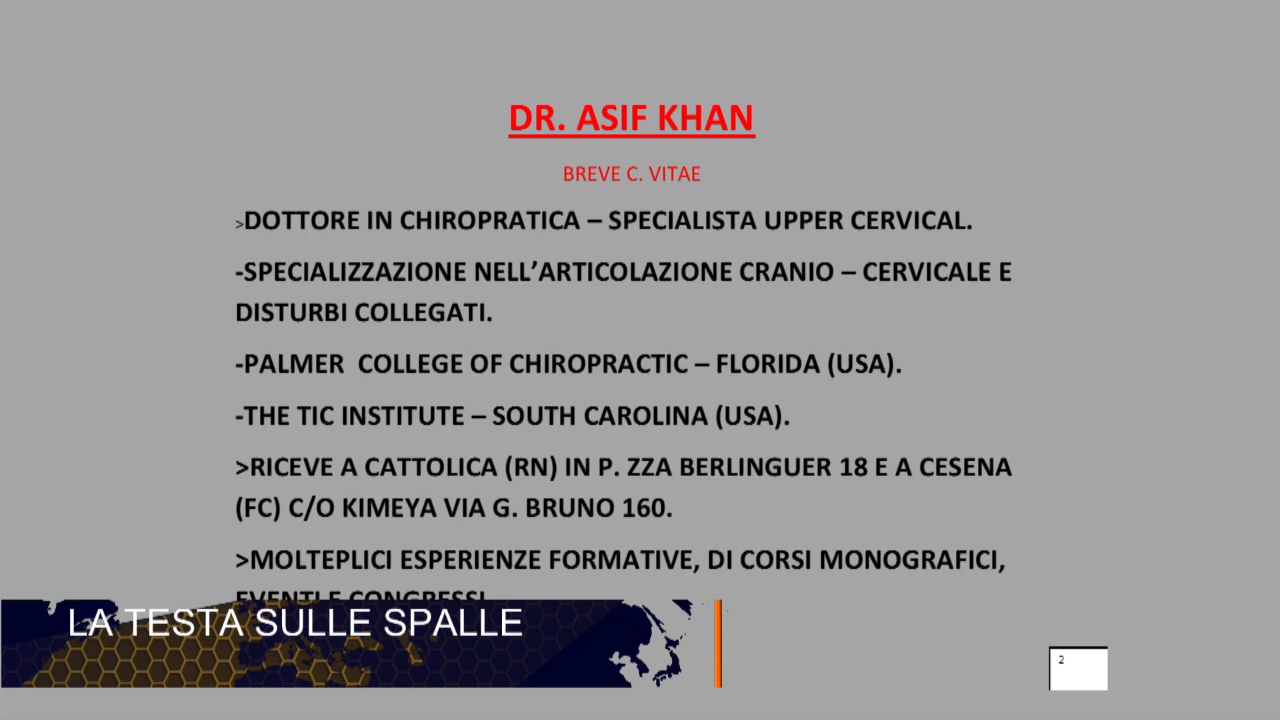 DR. ASIF KHAN
BREVE C. VITAE
>DOTTORE IN CHIROPRATICA – SPECIALISTA UPPER CERVICAL.
-SPECIALIZZAZIONE NELL’ARTICOLAZIONE CRANIO – CERVICALE E
DISTURBI COLLEGATI.
-PALMER  COLLEGE OF CHIROPRACTIC – FLORIDA (USA).
-THE TIC INSTITUTE – SOUTH CAROLINA (USA).
>RICEVE A CATTOLICA (RN) IN P. ZZA BERLINGUER 18 E A CESENA
(FC) C/O KIMEYA VIA G. BRUNO 160.
>MOLTEPLICI ESPERIENZE FORMATIVE, DI CORSI MONOGRAFICI,
EVENTI E CONGRESSI
LA TESTA SULLE SPALLE
2